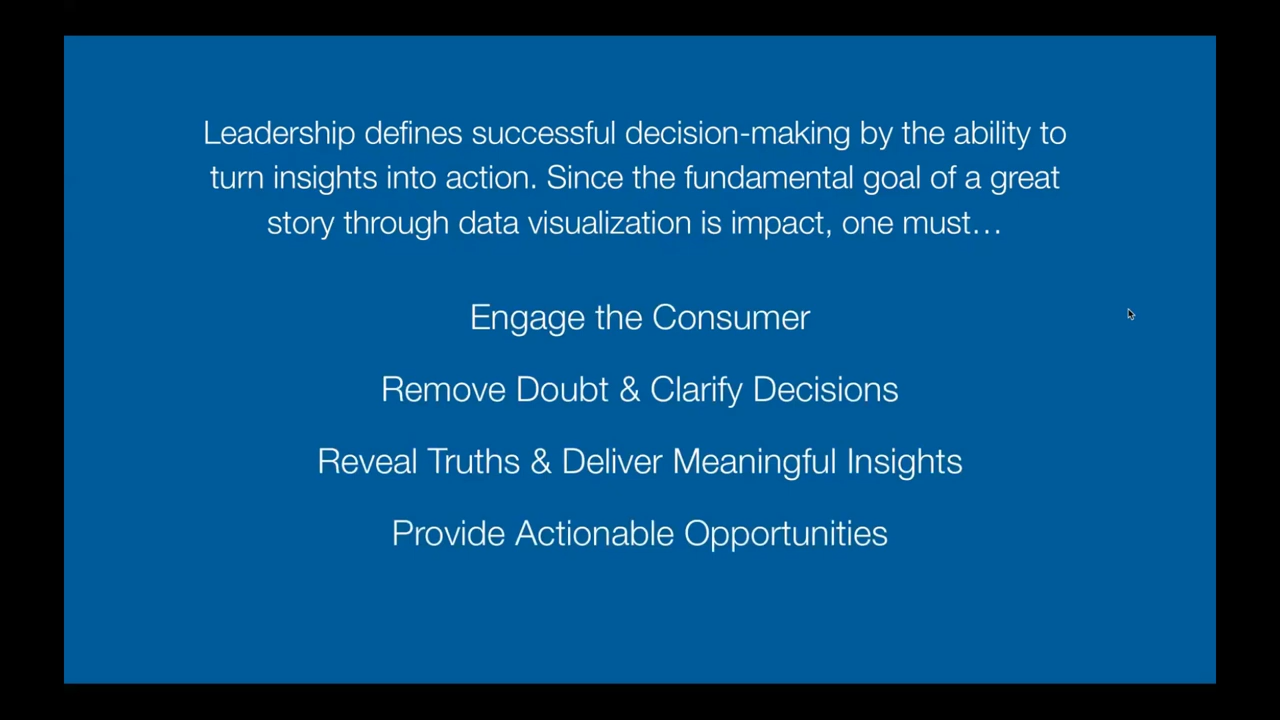 Leadership defines successful decision-making by the ability to
turn insights into action. Since the fundamental goal of a great
story through data visualization is impact, one must…
Engage the Consumer
Remove Doubt & Clarify Decisions
Reveal Truths & Deliver Meaningful Insights
Provide Actionable Opportunities